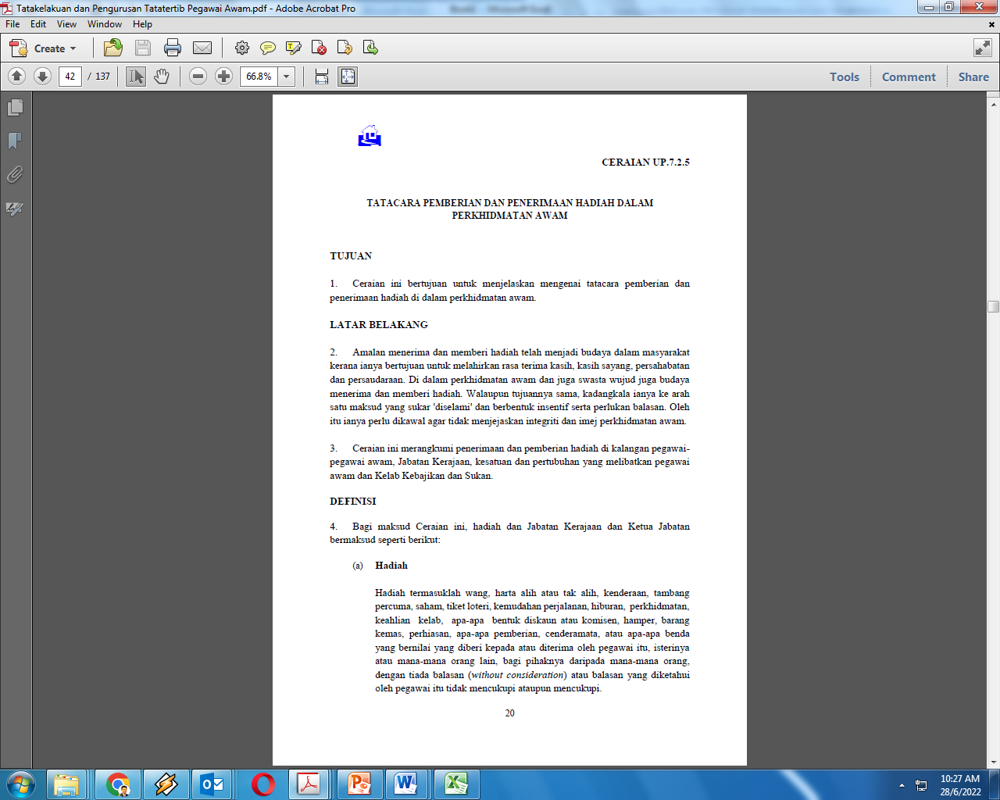 Tatakelakuan dan Pengurusan Tatatertib Pegawai Awam.pdf - Adobe Acrobat Pro
File Edit View Window Help
Create
42 / 137 66.8% Tools Comment Share
CERAIAN UP.7.2.5
TATACARA PEMBERIAN DAN PENERIMAAN HADIAH DALAM
PERKHIDMATAN AWAM
TUJUAN
1. Ceraian ini bertujuan untuk menjelaskan mengenai tatacara pemberian dan
penerimaan hadiah di dalam perkhidmatan awam.
LATAR BELAKANG
2. Amalan menerima dan memberi hadiah telah menjadi budaya dalam masyarakat
kerana ianya bertujuan untuk melahirkan rasa terima kasih, kasih sayang, persahabatan
dan persaudaraan. Di dalam perkhidmatan awam dan juga swasta wujud juga budaya
menerima dan memberi hadiah. Walaupun tujuannya sama, kadangkala ianya ke arah
satu maksud yang sukar 'diselami' dan berbentuk insentif serta perlukan balasan. Oleh
itu ianya perlu dikawal agar tidak menjejaskan integriti dan imej perkhidmatan awam.
3. Ceraian ini merangkumi penerimaan dan pemberian hadiah di kalangan pegawai-
pegawai awam, Jabatan Kerajaan, kesatuan dan pertubuhan yang melibatkan pegawai
awam dan Kelab Kebajikan dan Sukan.
DEFINISI
4. Bagi maksud Ceraian ini, hadiah dan Jabatan Kerajaan dan Ketua Jabatan
bermaksud seperti berikut:
(a) Hadiah
Hadiah termasuklah wang, harta alih atau tak alih, kenderaan, tambang
percuma, saham, tiket loteri, kemudahan perjalanan, hiburan, perkhidmatan,
keahlian kelab, apa-apa bentuk diskaun atau komisen, hamper, barang
kemas, perhiasan, apa-apa pemberian, cenderamata, atau apa-apa benda
yang bernilai yang diberi kepada atau diterima oleh pegawai itu, isterinya
atau mana-mana orang lain, bagi pihaknya daripada mana-mana orang,
dengan tiada balasan (without consideration) atau balasan yang diketahui
oleh pegawai itu tidak mencukupi ataupun mencukupi.
20
10:27 AM
28/6/2022